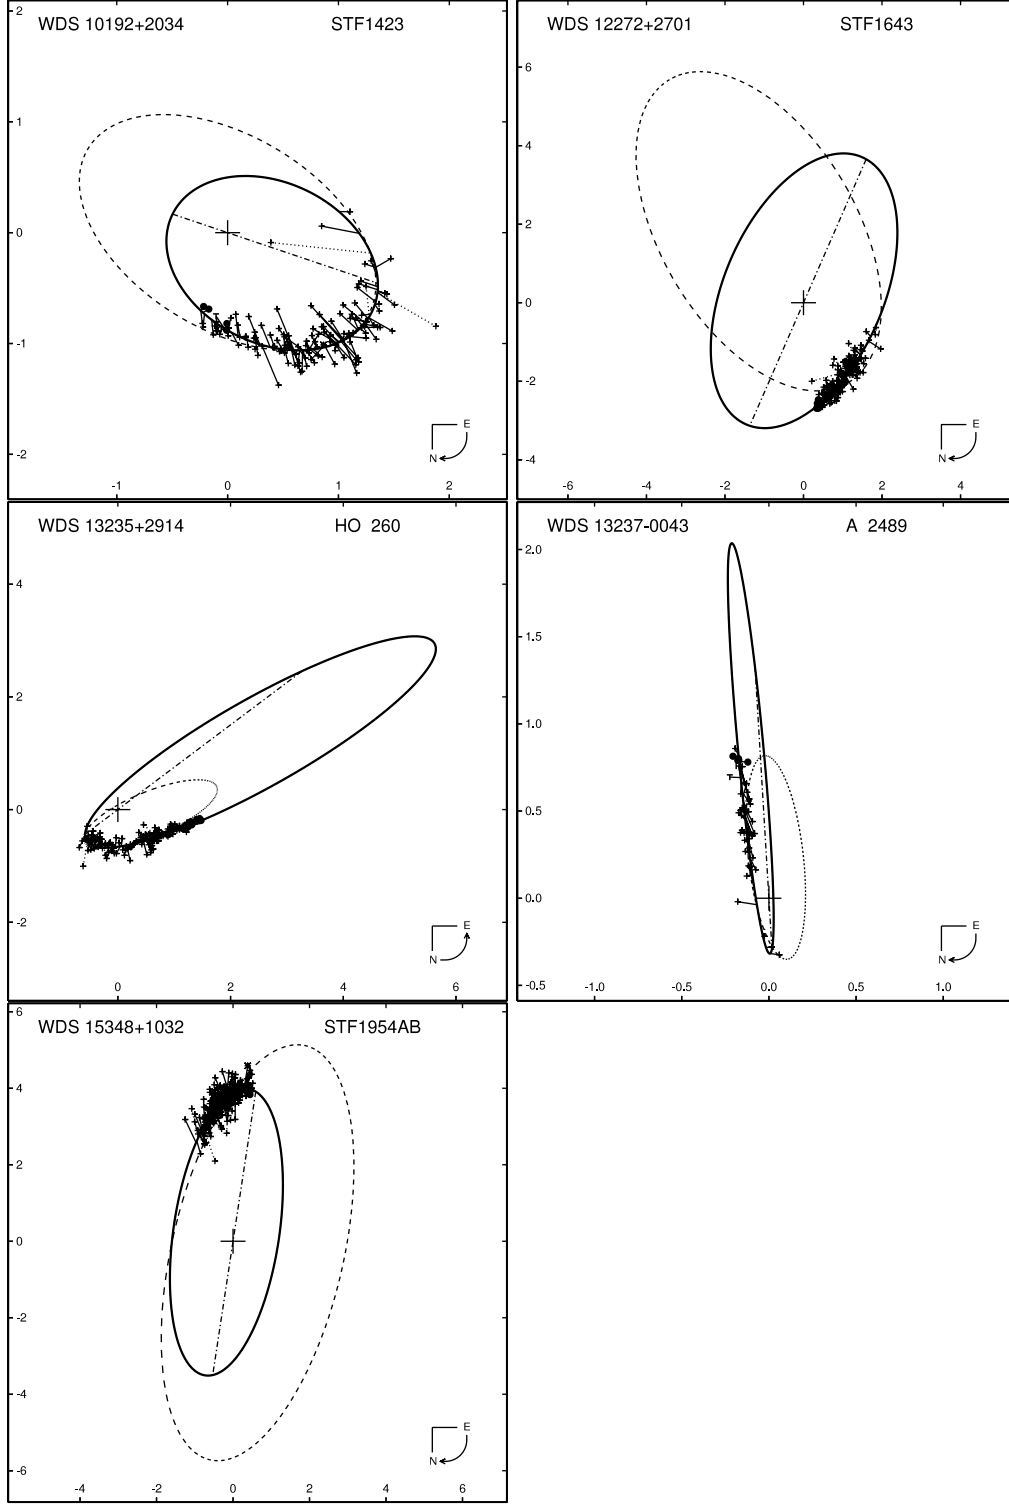 WDS 10192+2034 STF1423
2
1
0
-1
-2
E
N
-1 0 1 2
WDS 12272+2701 STF1643
6
4
2
0
-2
-4
E
N
-6 -4 -2 0 2 4
WDS 13235+2914 HO 260
4
2
0
-2
E
N
0 2 4 6
WDS 13237-0043 A 2489
2.0
1.5
1.0
0.5
0.0
-0.5
E
N
-1.0 -0.5 0.0 0.5 1.0
WDS 15348+1032 STF1954AB
6
4
2
0
-2
-4
-6
E
N
-4 -2 0 2 4 6